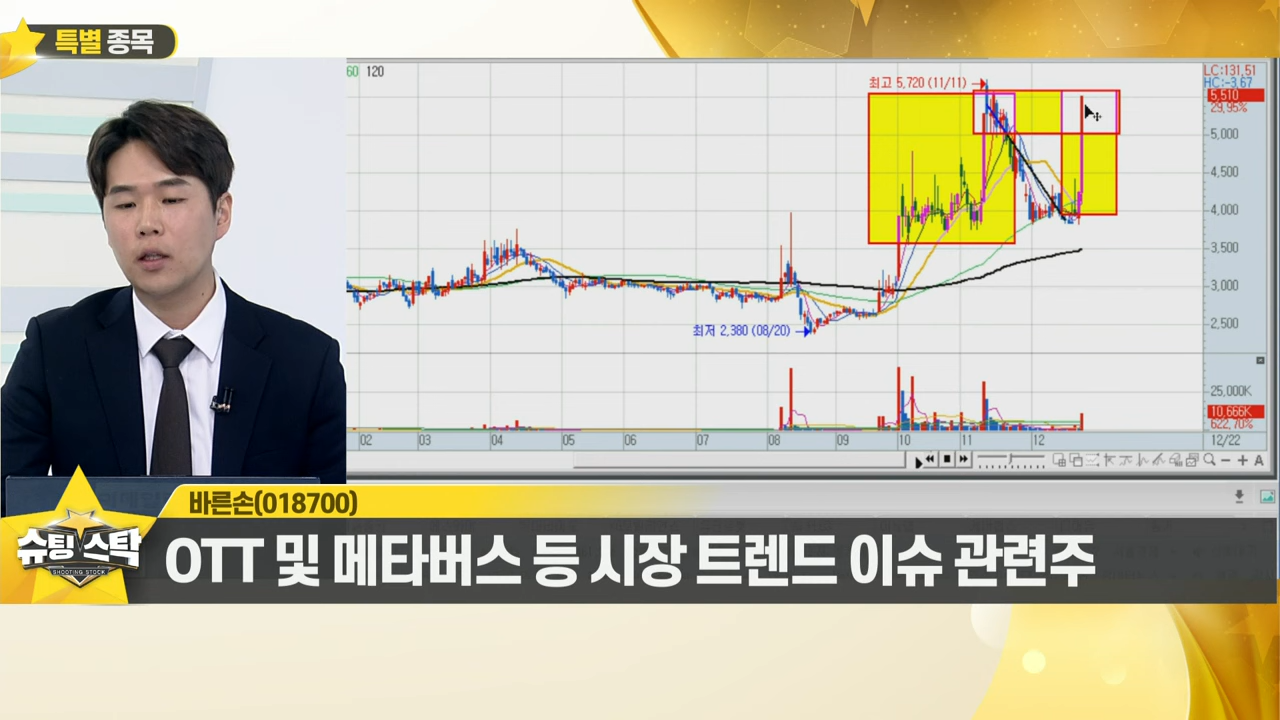 특별 종목
60 120
최고 5,720 (11/11)
LC:131.51
HC:-3.67
5,510
29.95%
5,000
4,500
4,000
3,500
3,000
2,500
최저 2,380 (08/20)
25,000K
10,666K
622.70%
02 03 04 05 06 07 08 09 10 11 12 12/22
A
바른손(018700)
슈팅 스탁
SHOOTING STOCK
OTT 및 메타버스 등 시장 트렌드 이슈 관련주